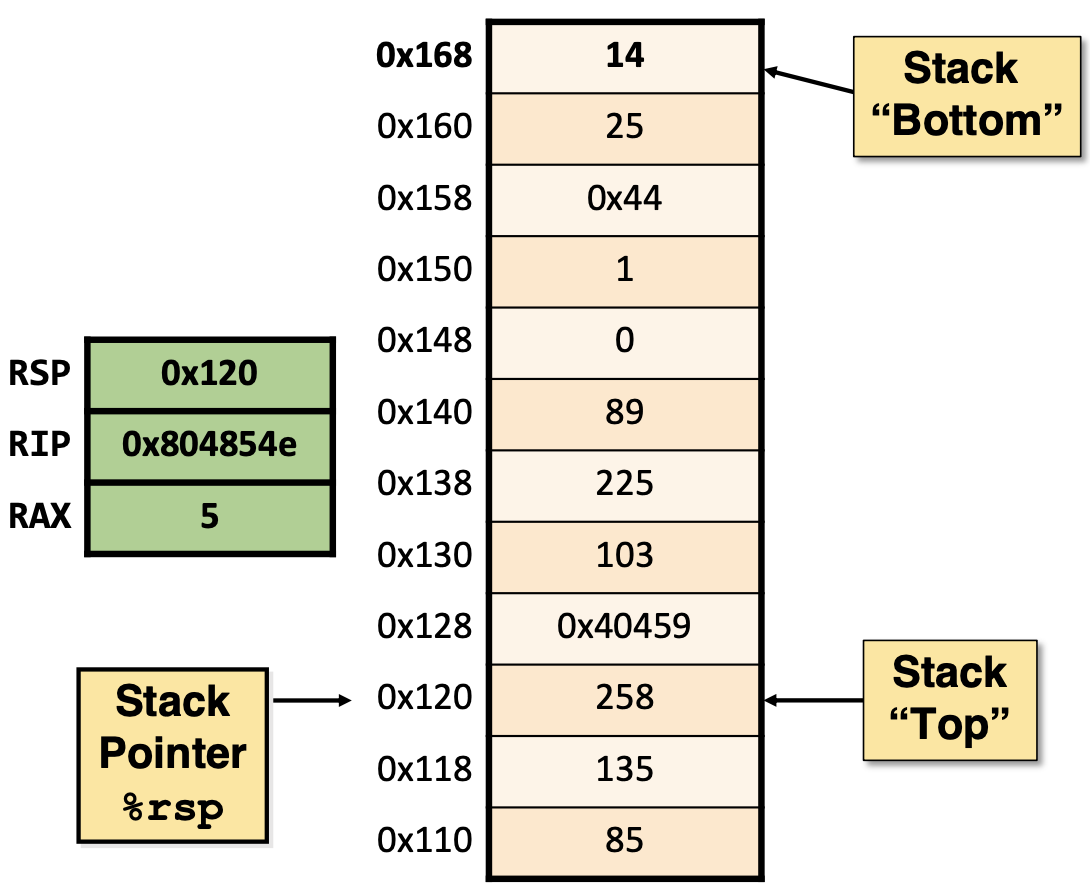 0x168 14
Stack
“Bottom”
0x160 25
0x158 0x44
0x150 1
0x148 0
RSP 0x120
0x140 89
RIP 0x804854e
0x138 225
RAX 5
0x130 103
0x128 0x40459
Stack
Pointer
%rsp
0x120 258
Stack
“Top”
0x118 135
0x110 85